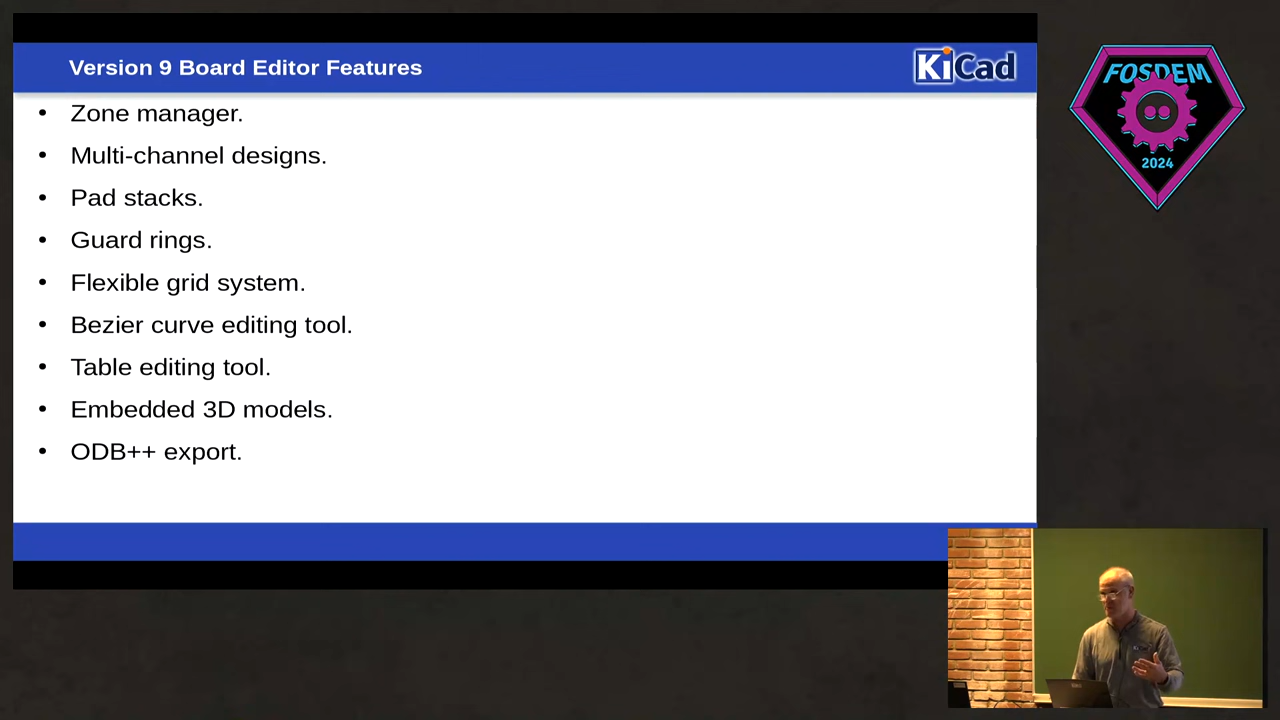 Version 9 Board Editor Features
KiCad
• Zone manager.
• Multi-channel designs.
• Pad stacks.
• Guard rings.
• Flexible grid system.
• Bezier curve editing tool.
• Table editing tool.
• Embedded 3D models.
• ODB++ export.
FOSDEM
2024